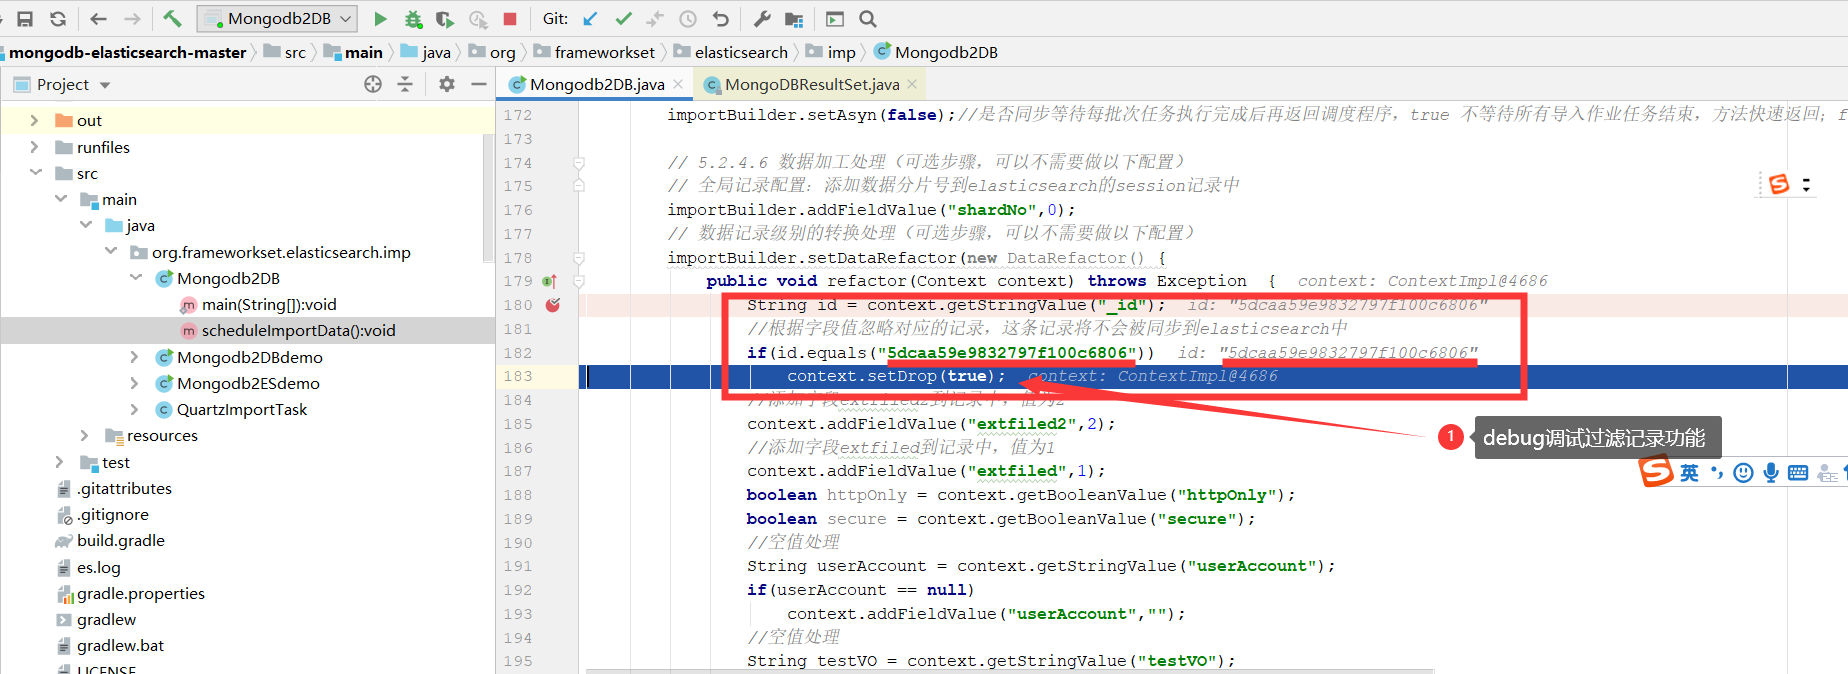 Mongodb2DB
Git:
mongodb-elasticsearch-master
src
main
java
org
frameworkset
elasticsearch
imp
Mongodb2DB
Project
Mongodb2DB.java
MongoDBResultSet.java
out
runfiles
src
main
java
org.frameworkset.elasticsearch.imp
Mongodb2DB
main(String[]):void
scheduleImportData():void
Mongodb2DBdemo
Mongodb2ESdemo
QuartzImportTask
resources
test
.gitattributes
.gitignore
build.gradle
es.log
gradle.properties
gradlew
gradlew.bat
LICENSE
172 importBuilder.setAsyn(false);//是否同步等待每批次任务执行完成后再返回调度程序，true 不等待所有导入作业任务结束，方法快速返回；f
173
174 // 5.2.4.6 数据加工处理（可选步骤，可以不需要做以下配置）
175 // 全局记录配置：添加数据分片号到elasticsearch的session记录中
176 importBuilder.addFieldValue("shardNo",0);
177 // 数据记录级别的转换处理（可选步骤，可以不需要做以下配置）
178 importBuilder.setDataRefactor(new DataRefactor() {
179 public void refactor(Context context) throws Exception { context: ContextImpl@4686
180 String id = context.getStringValue("_id"); id: "5dcaa59e9832797f100c6806"
181 //根据字段值忽略对应的记录，这条记录将不会被同步到elasticsearch中
182 if(id.equals("5dcaa59e9832797f100c6806")) id: "5dcaa59e9832797f100c6806"
183 context.setDrop(true); context: ContextImpl@4686
184 //添加字段extfiled2到记录中，值为2
185 context.addFieldValue("extfiled2",2);
186 //添加字段extfiled到记录中，值为1
187 context.addFieldValue("extfiled",1);
188 boolean httpOnly = context.getBooleanValue("httpOnly");
189 boolean secure = context.getBooleanValue("secure");
190 //空值处理
191 String userAccount = context.getStringValue("userAccount");
192 if(userAccount == null)
193 context.addFieldValue("userAccount","");
194 //空值处理
195 String testVO = context.getStringValue("testVO");
1 debug调试过滤记录功能
英